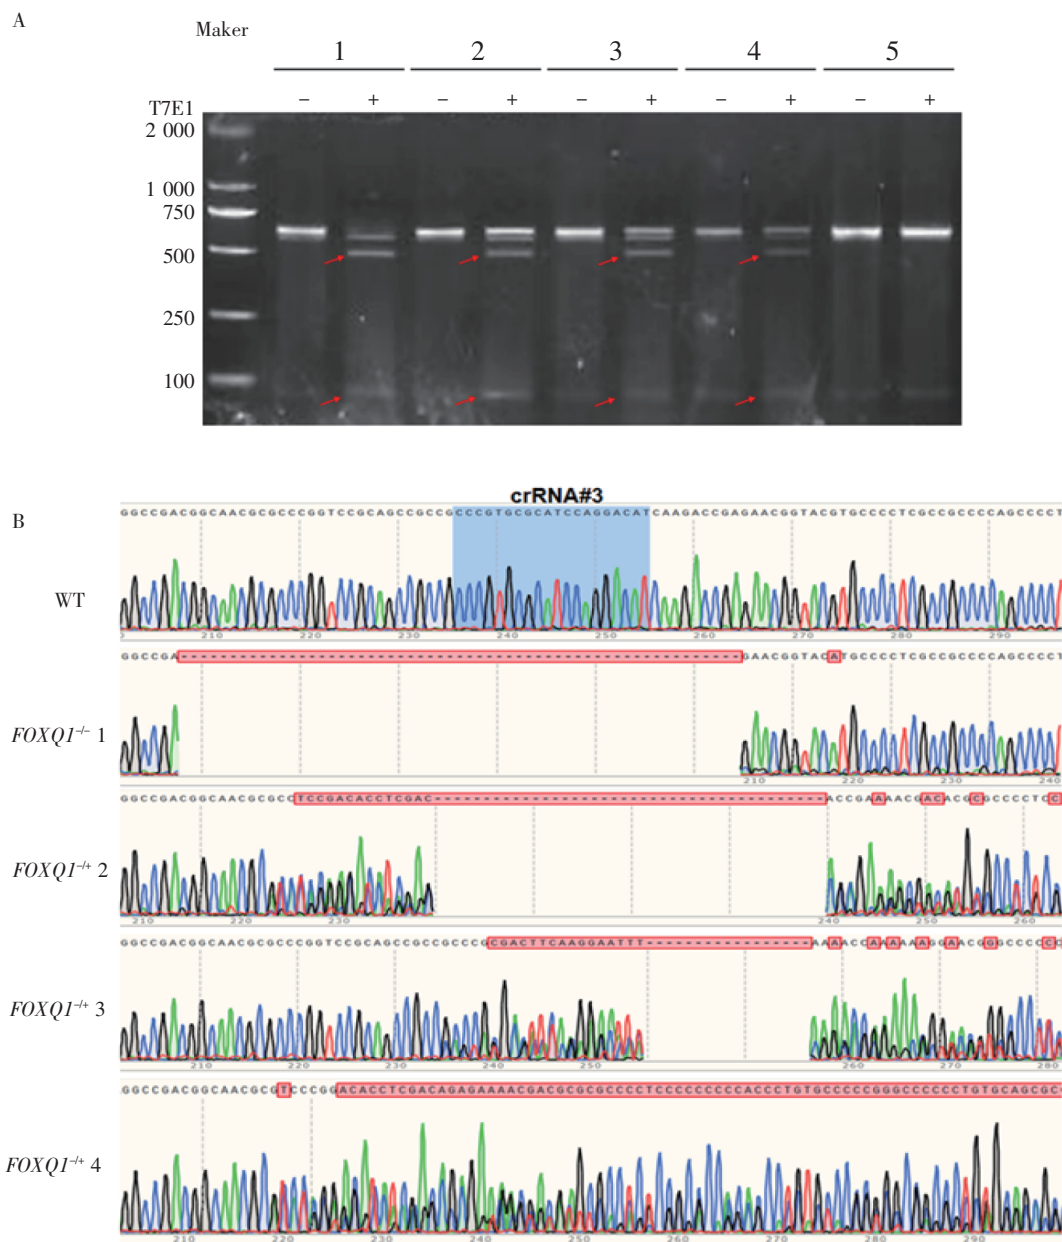 A
Maker
1 2 3 4 5
T7E1 − + − + − + − + − +
2 000
1 000
750
500
250
100
B
crRNA#3
GGCCGACGGCAACGCGCCCGGTCCGCAGCCGCCGCCCGTGCGCATCCAGGACATCAAGACCGAGAACGGTACGTGCCCCTCGCCGCCCCAGCCCCT
WT
210 220 230 240 250 260 270 280 290
GGCCGA---------------------------------------------------------GAACGGTACATGCCCCTCGCCGCCCCAGCCCCT
FOXQ1−/− 1
210 220 230 240
GGCCGACGGCAACGCGCCTCCGACACCTCGAC----------------------------------------ACCGAAAACGACACGCGCCCCTCC
FOXQ1−/+ 2
210 220 230 240 250 260
GGCCGACGGCAACGCGCCCGGTCCGCAGCCGCCGCCCGCGACTTCAAGGAATTT-----------------AAAACCAAAAAAGGAACGGGGCCCCCC
FOXQ1−/+ 3
210 220 230 240 250 260 270 280
GGCCGACGGCAACGCGTCCCGGACACCTCGACAGAGAAAACGACGCGCGCCCCTCCCCCCCCCCACCCTGTGCCCCCGGGCCCCCCTGTGCAGCGC
FOXQ1−/+ 4
210 220 230 240 250 260 270 280 290